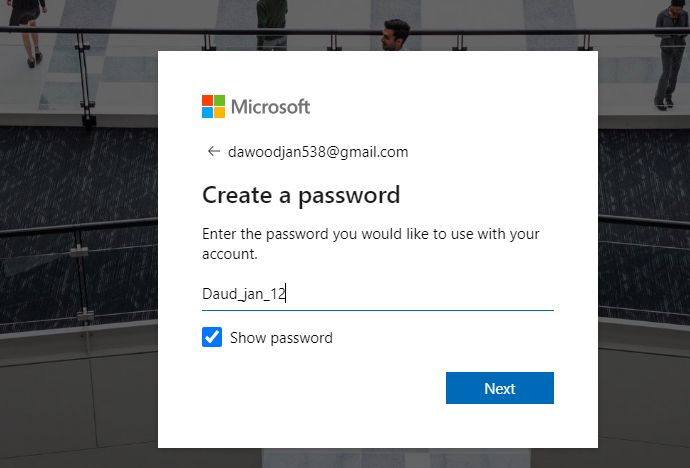 Microsoft
← dawoodjan538@gmail.com
Create a password
Enter the password you would like to use with your
account.
Daud_jan_12
Show password
Next